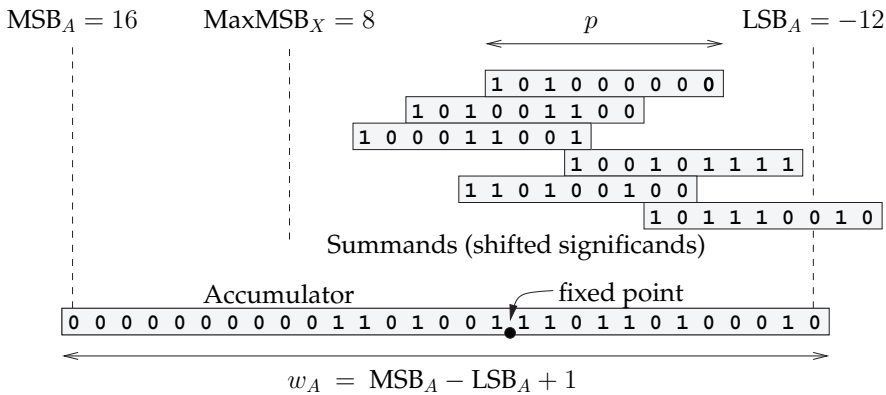 MSB_A = 16 MaxMSB_X = 8 p LSB_A = −12
1 0 1 0 0 0 0 0 0
1 0 1 0 0 1 1 0 0
1 0 0 0 1 1 0 0 1
1 0 0 1 0 1 1 1 1
1 1 0 1 0 0 1 0 0
1 0 1 1 1 0 0 1 0
Summands (shifted significands)
Accumulator fixed point
0 0 0 0 0 0 0 0 0 0 1 1 0 1 0 0 1 1 1 0 1 1 0 1 0 0 0 1 0
w_A = MSB_A − LSB_A + 1